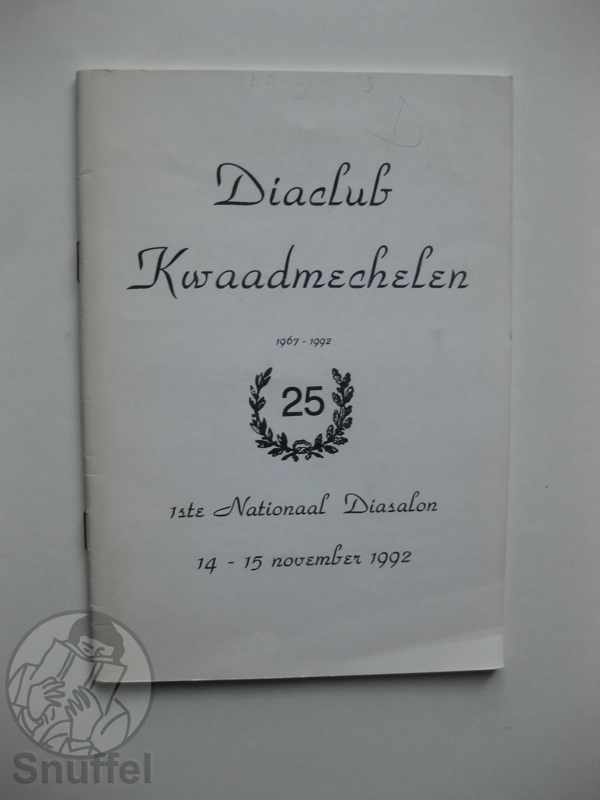 Diaclub
Kwaadmechelen
1967 - 1992
25
1ste Nationaal Diasalon
14 - 15 november 1992
Snuffel